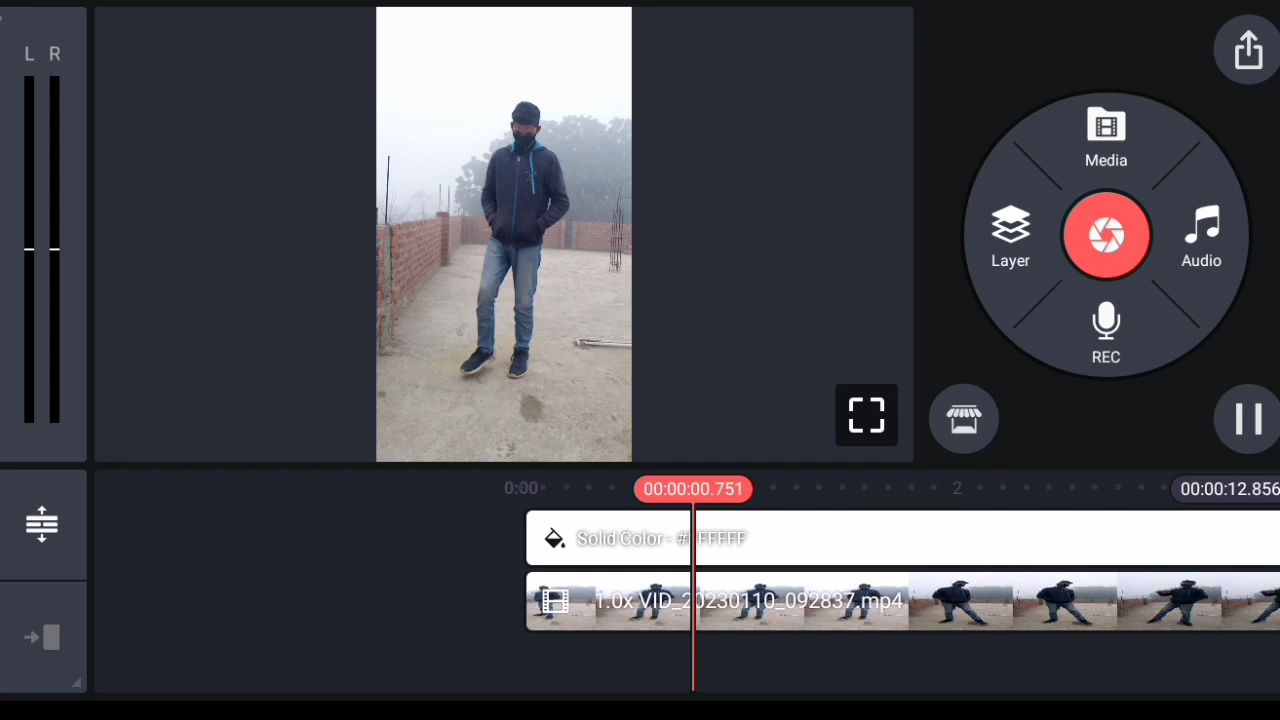 L R
Media
Layer
Audio
REC
0:00
00:00:00.751
2
00:00:12.856
Solid Color - #FFFFFF
1.0x VID_20230110_092837.mp4